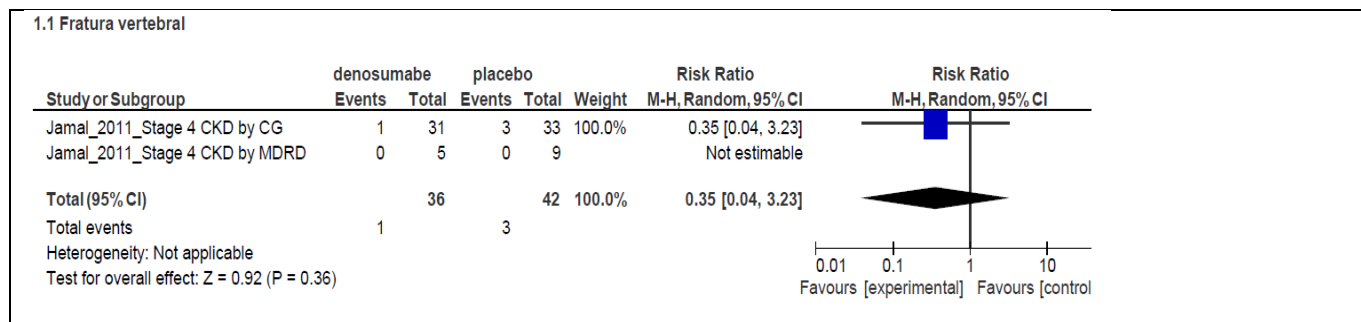 1.1 Fratura vertebral
denosumabe placebo Risk Ratio Risk Ratio
Study or Subgroup Events Total Events Total Weight M-H, Random, 95% CI M-H, Random, 95% CI
Jamal_2011_Stage 4 CKD by CG 1 31 3 33 100.0% 0.35 [0.04, 3.23]
Jamal_2011_Stage 4 CKD by MDRD 0 5 0 9 Not estimable
Total (95% CI) 36 42 100.0% 0.35 [0.04, 3.23]
Total events 1 3
Heterogeneity: Not applicable
Test for overall effect: Z = 0.92 (P = 0.36)
0.01 0.1 1 10
Favours [experimental] Favours [control